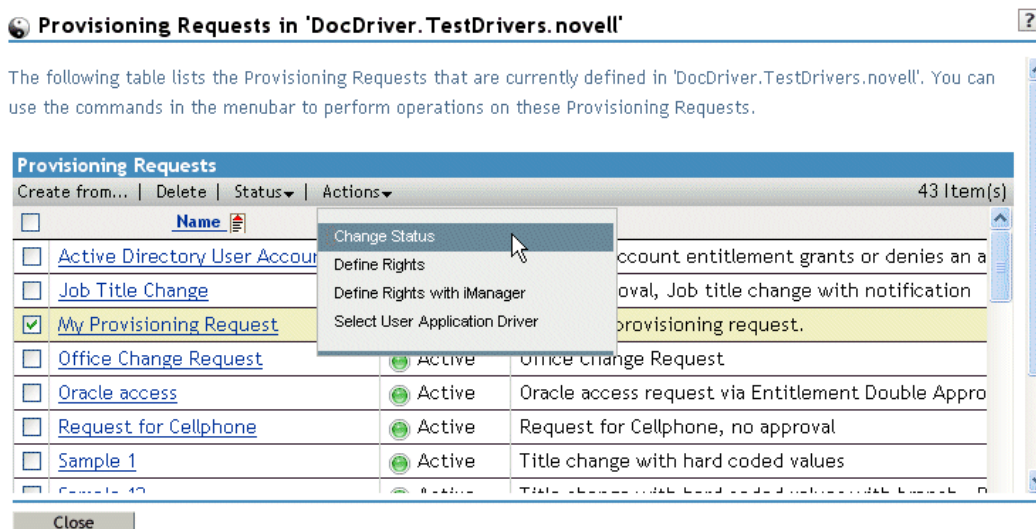 Provisioning Requests in 'DocDriver.TestDrivers.novell'
?
The following table lists the Provisioning Requests that are currently defined in 'DocDriver.TestDrivers.novell'. You can
use the commands in the menubar to perform operations on these Provisioning Requests.
Provisioning Requests
Create from... | Delete | Status | Actions 43 Item(s)
Name
Change Status
Active Directory User Accou ccount entitlement grants or denies an a
Define Rights
Job Title Change oval, Job title change with notification
Define Rights with iManager
My Provisioning Request provisioning request.
Select User Application Driver
Office Change Request Active Office Change Request
Oracle access Active Oracle access request via Entitlement Double Appro
Request for Cellphone Active Request for Cellphone, no approval
Sample 1 Active Title change with hard coded values
Close